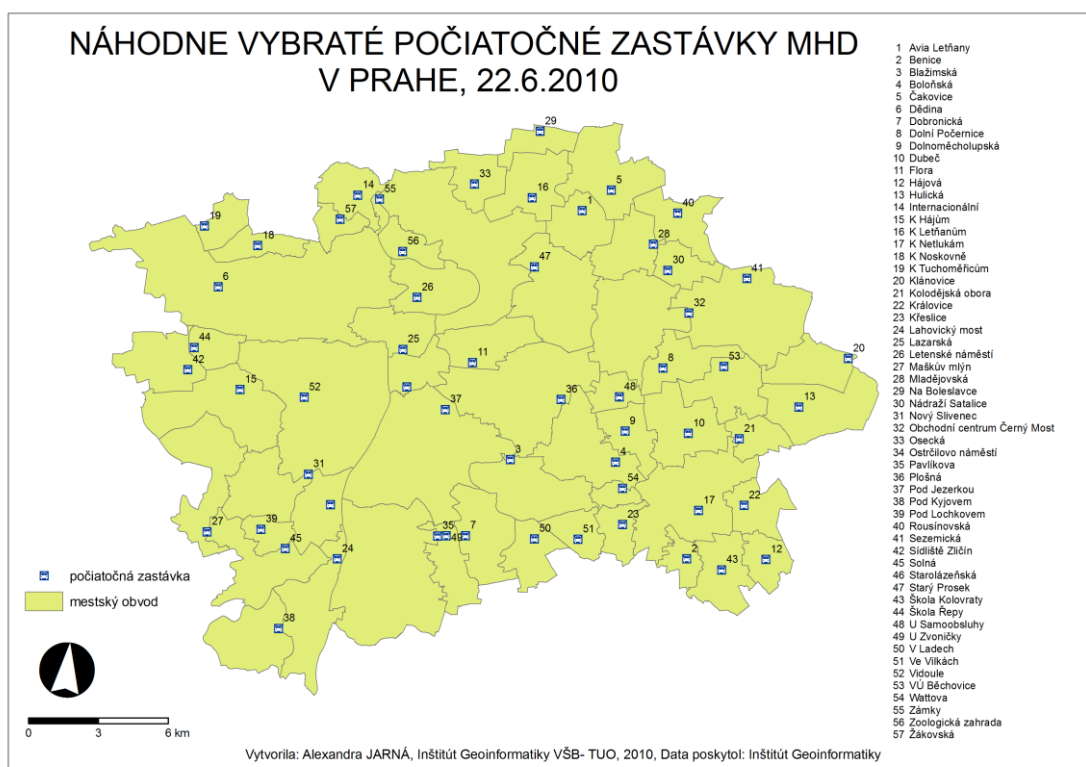 NÁHODNE VYBRATÉ POČIATOČNÉ ZASTÁVKY MHD
V PRAHE, 22.6.2010
1 Avia Letňany
2 Benice
3 Blažimská
4 Boloňská
5 Čakovice
6 Dědina
7 Dobronická
8 Dolní Počernice
9 Dolnoměcholupská
10 Dubeč
11 Flora
12 Hájová
13 Hulická
14 Internacionální
15 K Hájům
16 K Letňanům
17 K Netlukám
18 K Noskovně
19 K Tuchoměřicům
20 Klánovice
21 Kolodějská obora
22 Královice
23 Křeslice
24 Lahovický most
25 Lazarská
26 Letenské náměstí
27 Maškův mlýn
28 Mladějovská
29 Na Boleslavce
30 Nádraží Satalice
31 Nový Slivenec
32 Obchodní centrum Černý Most
33 Osecká
34 Ostrčilovo náměstí
35 Pavlíkova
36 Plošná
37 Pod Jezerkou
38 Pod Kyjovem
39 Pod Lochkovem
40 Rousínovská
41 Sezemická
42 Sídliště Zličín
45 Solná
46 Starolázeňská
47 Starý Prosek
43 Škola Kolovraty
44 Škola Řepy
48 U Samoobsluhy
49 U Zvoničky
50 V Ladech
51 Ve Vilkách
52 Vidoule
53 VÚ Běchovice
54 Wattova
55 Zámky
56 Zoologická zahrada
57 Žákovská
29
33
5
14
55
16
1
40
57
19
18
56
28
47
30
41
6
26
32
44
25
11
20
42
8
53
15
52
36
48
13
37
9
10
21
3
4
31
54
17
22
27
39
35
49
7
23
45
50
51
24
2
43
12
38
počiatočná zastávka
mestský obvod
0 3 6 km
Vytvorila: Alexandra JARNÁ, Inštitút Geoinformatiky VŠB- TUO, 2010, Data poskytol: Inštitút Geoinformatiky